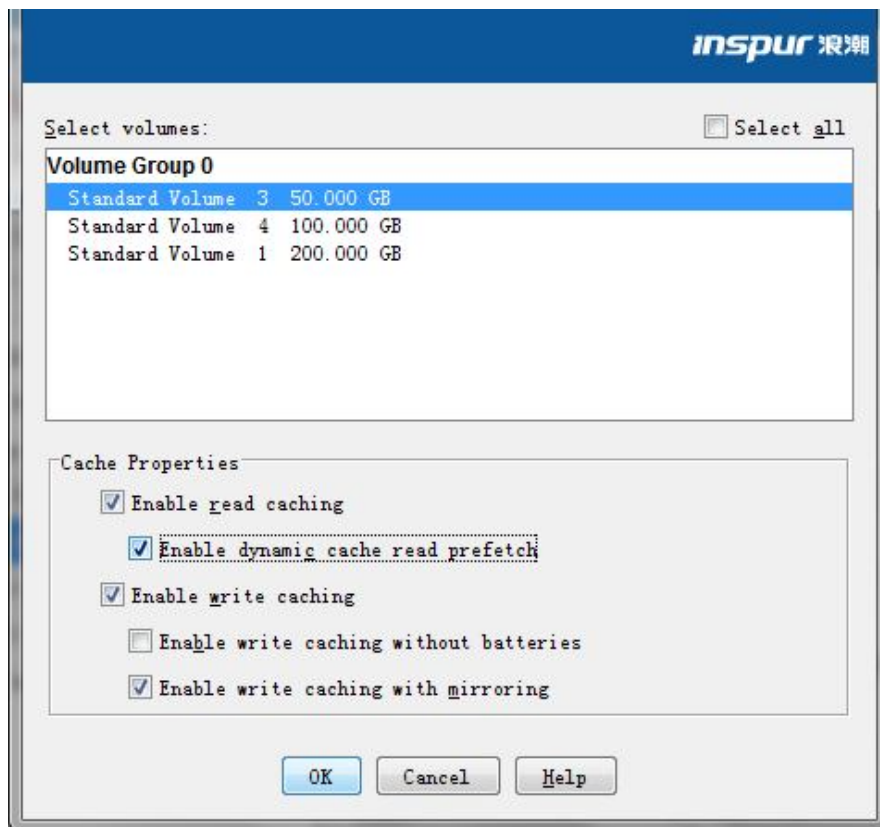 inspur 浪潮
Select volumes: Select all
Volume Group 0
Standard Volume 3 50.000 GB
Standard Volume 4 100.000 GB
Standard Volume 1 200.000 GB
Cache Properties
Enable read caching
Enable dynamic cache read prefetch
Enable write caching
Enable write caching without batteries
Enable write caching with mirroring
OK Cancel Help